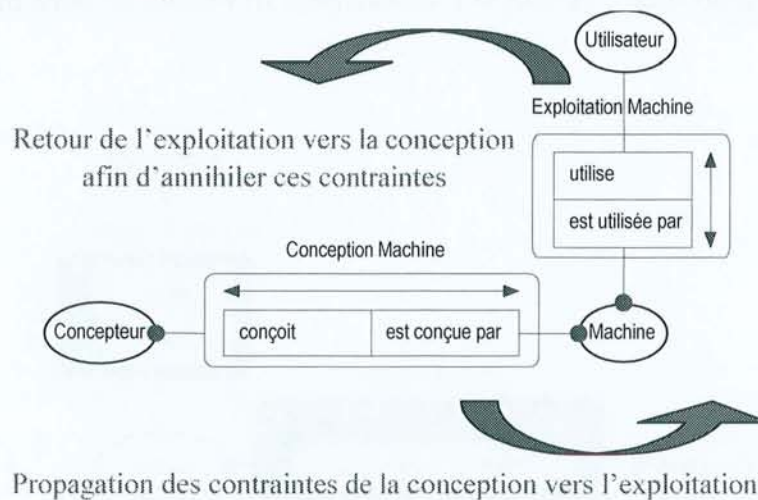 Utilisateur
Exploitation Machine
Retour de l'exploitation vers la conception
afin d'annihiler ces contraintes
utilise
est utilisée par
Conception Machine
Concepteur
conçoit
est conçue par
Machine
Propagation des contraintes de la conception vers l'exploitation